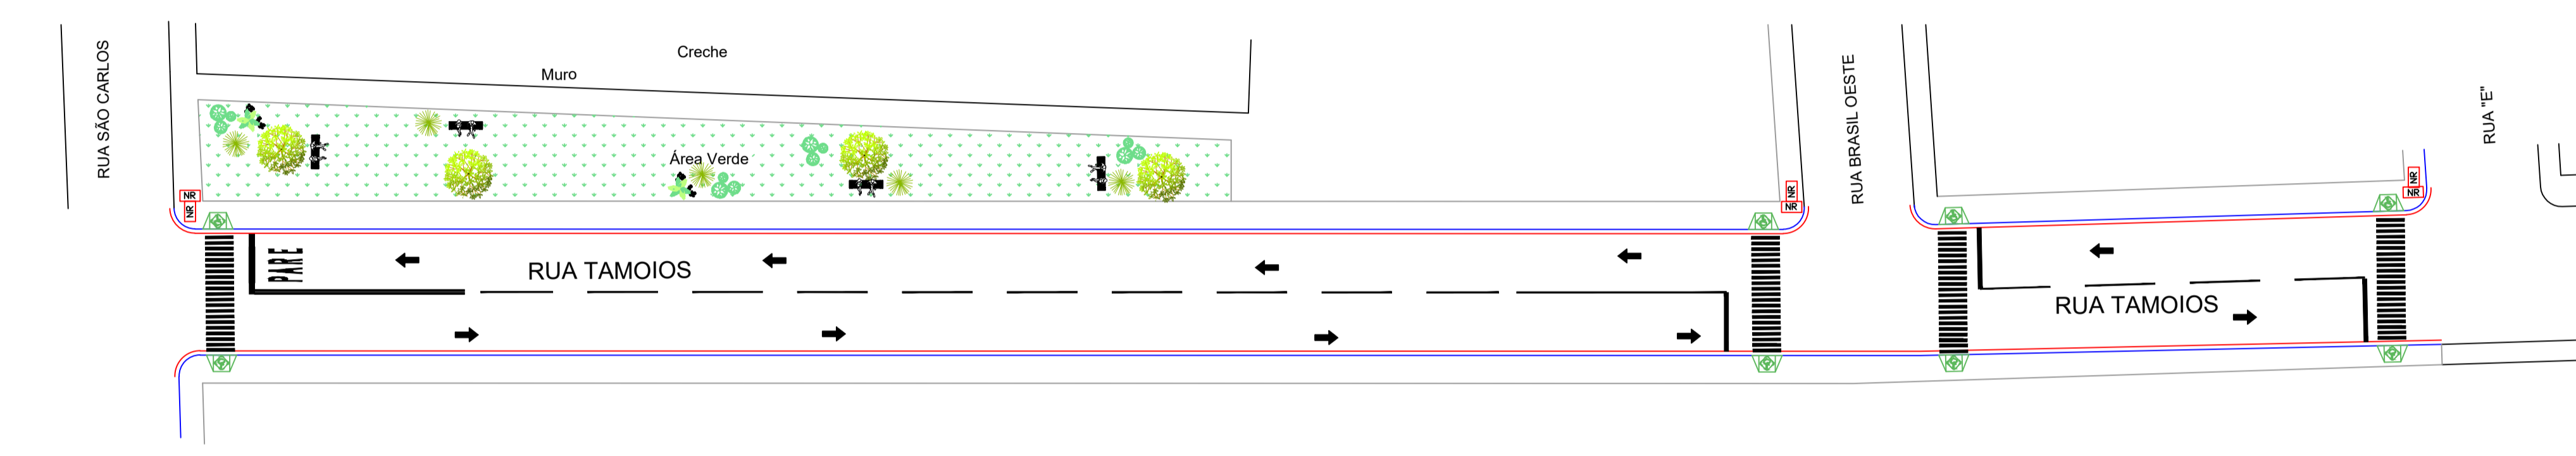 RUA SÃO CARLOS
Creche
Muro
Área Verde
RUA BRASIL OESTE
RUA "E"
NR
NR
NR
NR
NR
NR
PARE
RUA TAMOIOS
RUA TAMOIOS